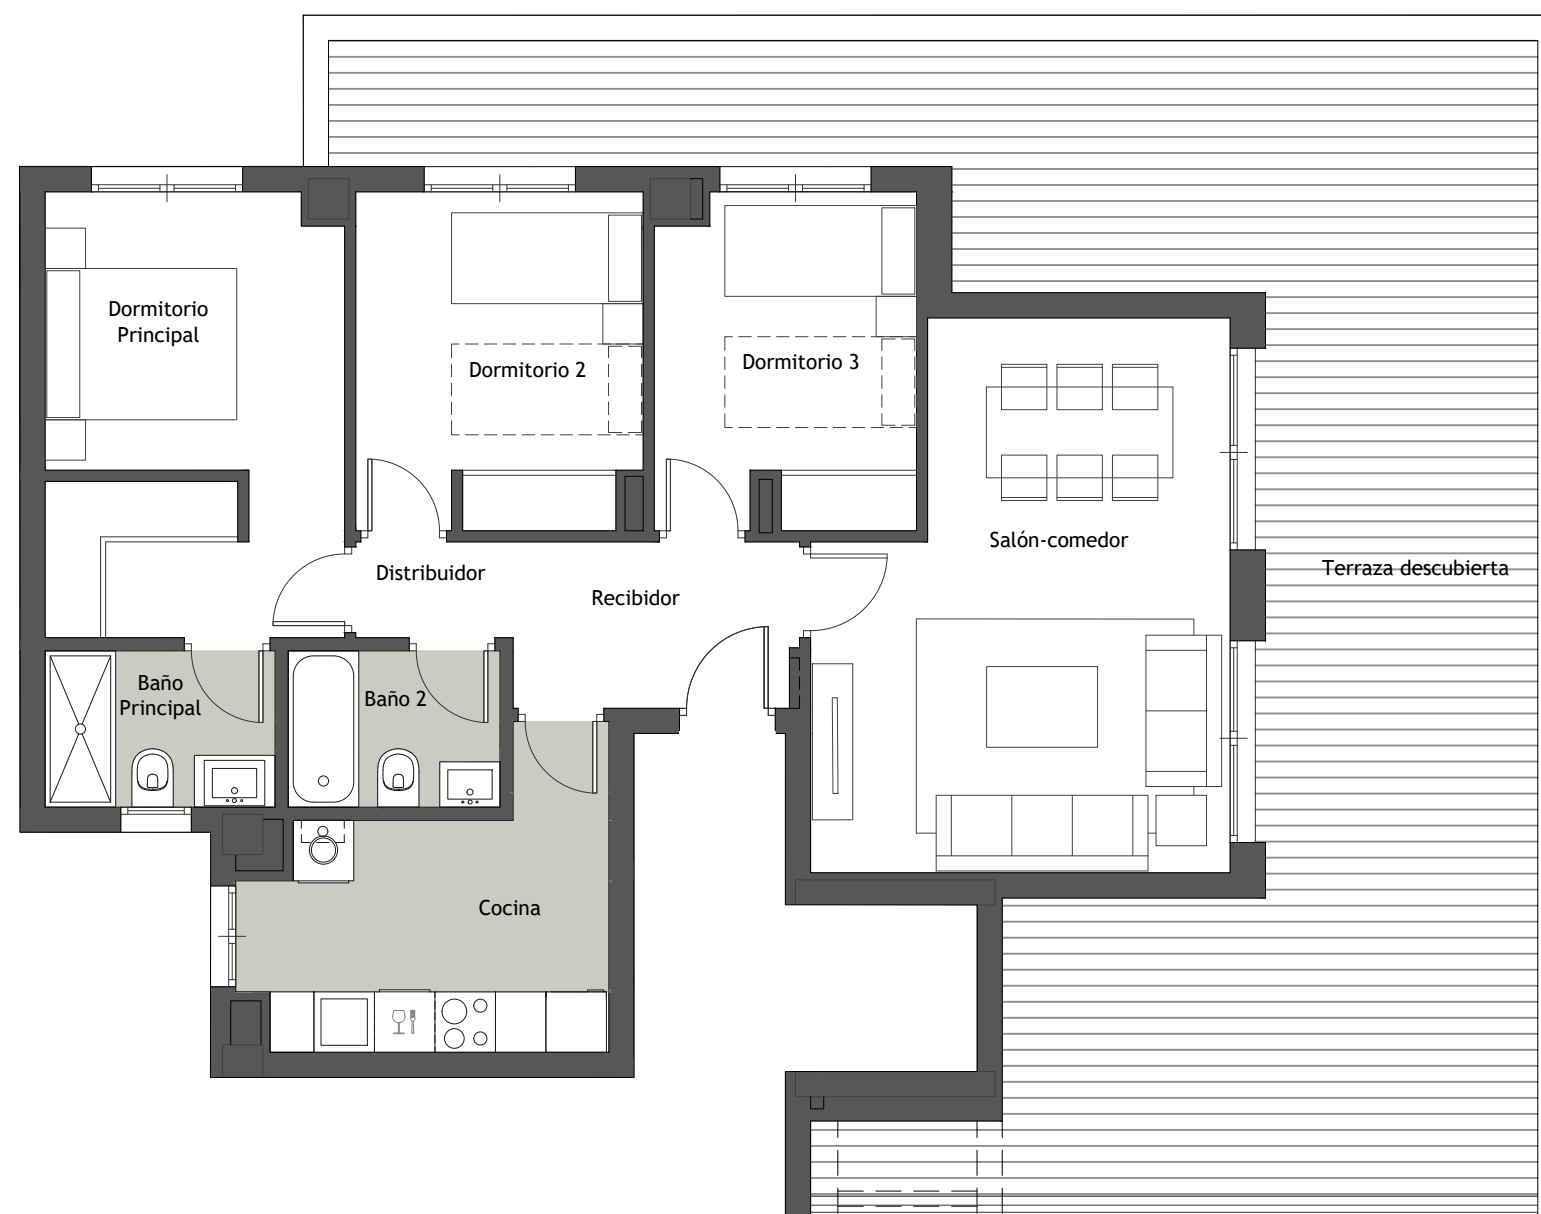 Dormitorio
Principal
Dormitorio 2
Dormitorio 3
Salón-comedor
Terraza descubierta
Distribuidor
Recibidor
Baño
Principal
Baño 2
Cocina